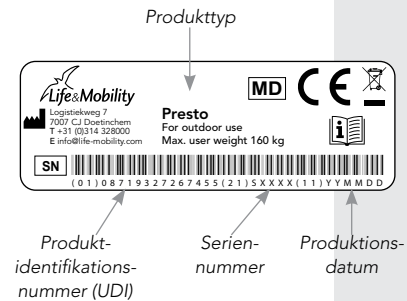 Produkttyp
Life&Mobility
Logistiekweg 7
7007 CJ Doetinchem
T +31 (0)314 328000
E info@life-mobility.com
Presto
For outdoor use
Max. user weight 160 kg
MD
CE
i
SN
(01)08719327267455(21)SXXXX(11)YYMMDD
Produkt-
identifikations-
nummer (UDI)
Serien-
nummer
Produktions-
datum